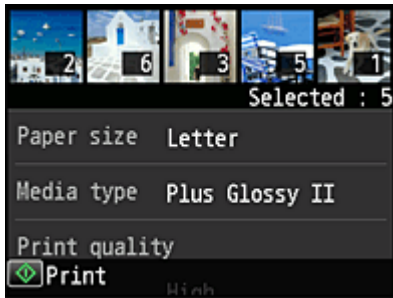 2 6 3 5 1
Selected : 5
Paper size Letter
Media type Plus Glossy II
Print quality
Print
High